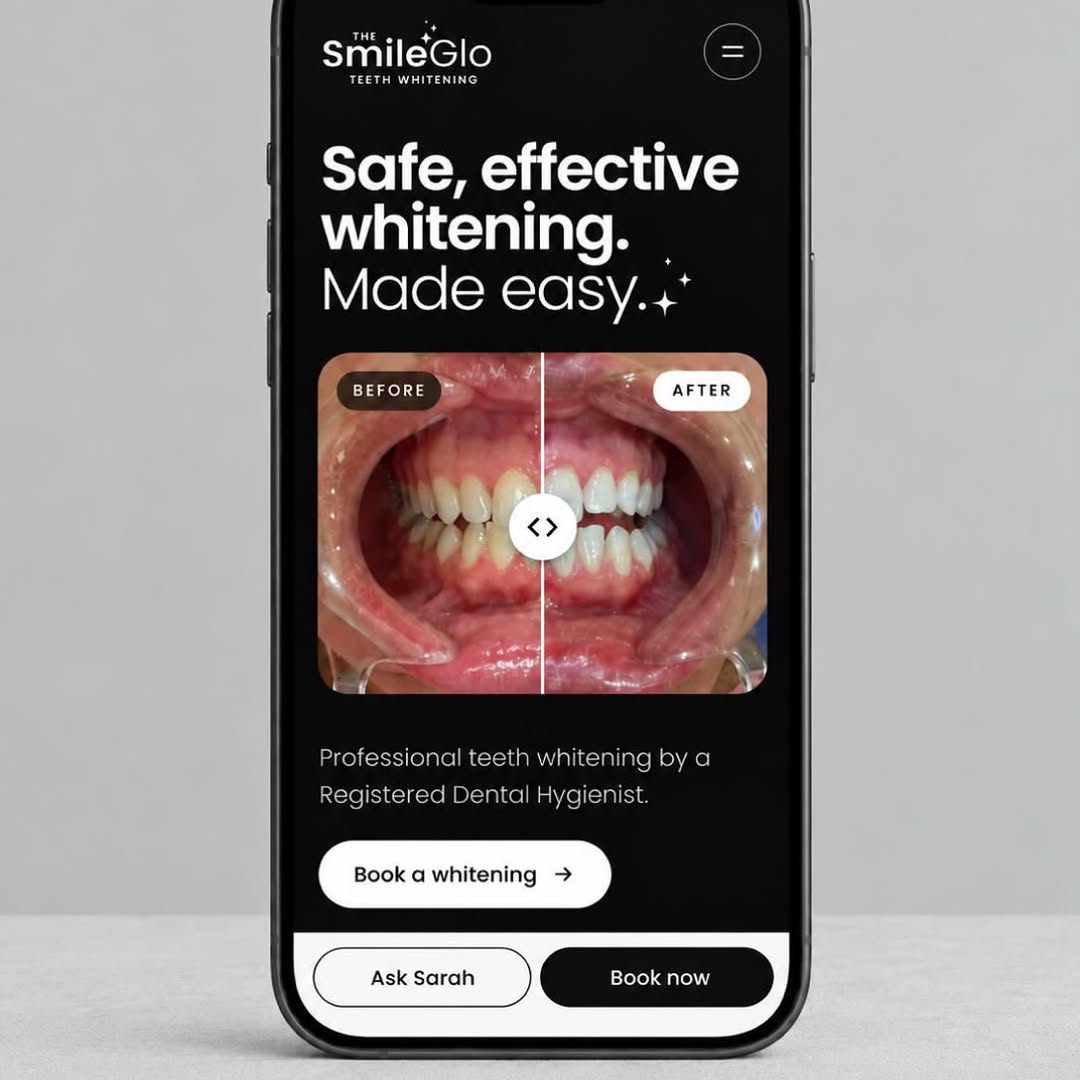 THE
SmileGlo
TEETH WHITENING
Safe, effective
whitening.
Made easy.
BEFORE
AFTER
Professional teeth whitening by a
Registered Dental Hygienist.
Book a whitening →
Ask Sarah
Book now